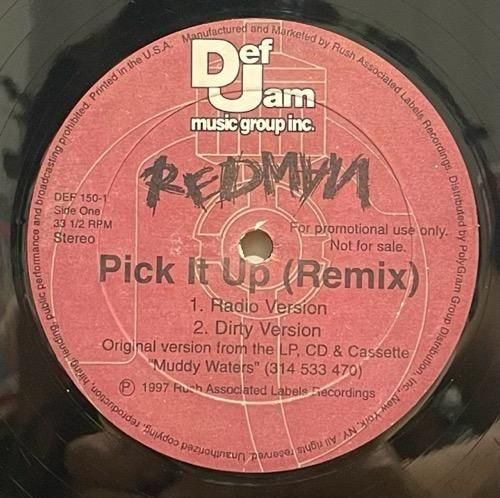 Def
Jam
music group inc.
REDMAN
DEF 150-1
Side One
33 1/2 RPM
Stereo
For promotional use only.
Not for sale.
Pick It Up (Remix)
1. Radio Version
2. Dirty Version
Original version from the LP, CD & Cassette
"Muddy Waters" (314 533 470)
℗ 1997 Rush Associated Labels Recordings
Manufactured and Marketed by Rush Associated Labels Recordings. Distributed by PolyGram Group Distribution, Inc., New York, NY. All rights reserved. Unauthorized copying, reproduction, hiring, lending, public performance and broadcasting prohibited. Printed in the U.S.A.